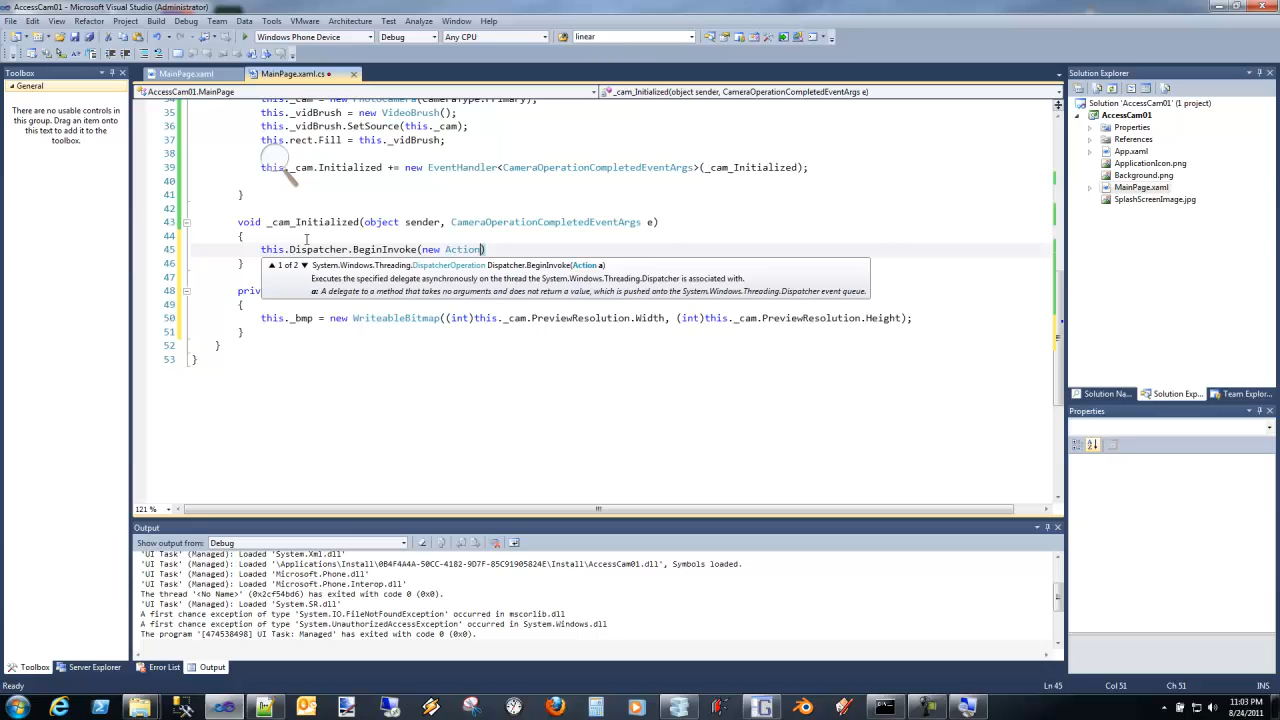 AccessCam01 - Microsoft Visual Studio (Administrator)
File Edit View Refactor Project Build Debug Team Data Tools VMware Architecture Test Analyze Window Help
Windows Phone Device Debug Any CPU linear
Toolbox
General
There are no usable controls in
this group. Drag an item onto
this text to add it to the
toolbox.
MainPage.xaml MainPage.xaml.cs
AccessCam01.MainPage _cam_Initialized(object sender, CameraOperationCompletedEventArgs e)
34 this._cam = new PhotoCamera(CameraType.Primary);
35 this._vidBrush = new VideoBrush();
36 this._vidBrush.SetSource(this._cam);
37 this.rect.Fill = this._vidBrush;
38
39 this._cam.Initialized += new EventHandler<CameraOperationCompletedEventArgs>(_cam_Initialized);
40
41 }
42
43 void _cam_Initialized(object sender, CameraOperationCompletedEventArgs e)
44 {
45 this.Dispatcher.BeginInvoke(new Action)
46 }
1 of 2 System.Windows.Threading.DispatcherOperation Dispatcher.BeginInvoke(Action a)
Executes the specified delegate asynchronously on the thread the System.Windows.Threading.Dispatcher is associated with.
a: A delegate to a method that takes no arguments and does not return a value, which is pushed onto the System.Windows.Threading.Dispatcher event queue.
47
48 priv
49 {
50 this._bmp = new WriteableBitmap((int)this._cam.PreviewResolution.Width, (int)this._cam.PreviewResolution.Height);
51 }
52 }
53 }
121 %
Output
Show output from: Debug
'UI Task' (Managed): Loaded 'System.Xml.dll'
'UI Task' (Managed): Loaded '\Applications\Install\0B4F4A4A-50CC-4182-9D7F-85C91905824E\Install\AccessCam01.dll', Symbols loaded.
'UI Task' (Managed): Loaded 'Microsoft.Phone.dll'
'UI Task' (Managed): Loaded 'Microsoft.Phone.Interop.dll'
The thread '<No Name>' (0x2cf54bd6) has exited with code 0 (0x0).
'UI Task' (Managed): Loaded 'System.SR.dll'
A first chance exception of type 'System.IO.FileNotFoundException' occurred in mscorlib.dll
A first chance exception of type 'System.UnauthorizedAccessException' occurred in System.Windows.dll
The program '[474538498] UI Task: Managed' has exited with code 0 (0x0).
Solution Explorer
Solution 'AccessCam01' (1 project)
AccessCam01
Properties
References
App.xaml
ApplicationIcon.png
Background.png
MainPage.xaml
SplashScreenImage.jpg
Solution Na... Solution Exp... Team Explor...
Properties
Toolbox Server Explorer Error List Output
Ready Ln 45 Col 51 Ch 51 INS
11:03 PM
8/24/2011